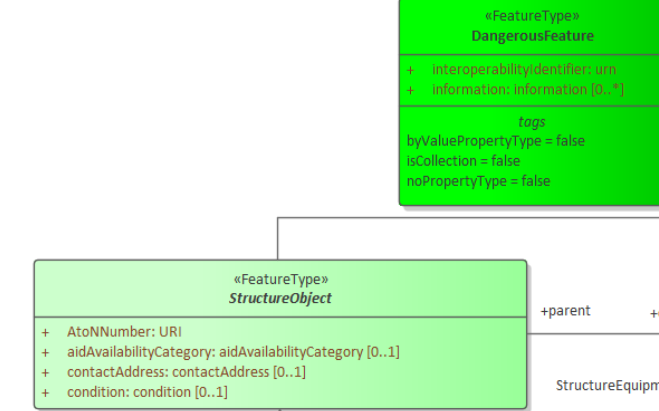 «FeatureType»
DangerousFeature
+ interoperabilityIdentifier: urn
+ information: information [0..*]
tags
byValuePropertyType = false
isCollection = false
noPropertyType = false
«FeatureType»
StructureObject
+ AtoNNumber: URI
+ aidAvailabilityCategory: aidAvailabilityCategory [0..1]
+ contactAddress: contactAddress [0..1]
+ condition: condition [0..1]
+parent